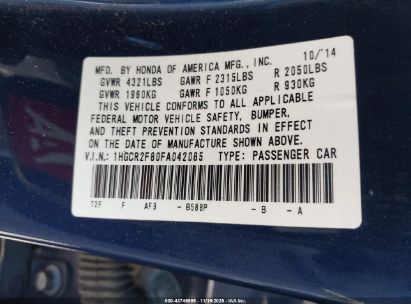 MFD. BY HONDA OF AMERICA MFG., INC. 10/14
GVWR 4321LBS GAWR F 2315LBS R 2050LBS
GVWR 1960KG GAWR F 1050KG R 930KG
THIS VEHICLE CONFORMS TO ALL APPLICABLE
FEDERAL MOTOR VEHICLE SAFETY, BUMPER,
AND THEFT PREVENTION STANDARDS IN EFFECT
ON THE DATE OF MANUFACTURE SHOWN ABOVE.
V.I.N.: 1HGCR2F80FA042085 TYPE: PASSENGER CAR
T2F F AF3 - B588P - B - A